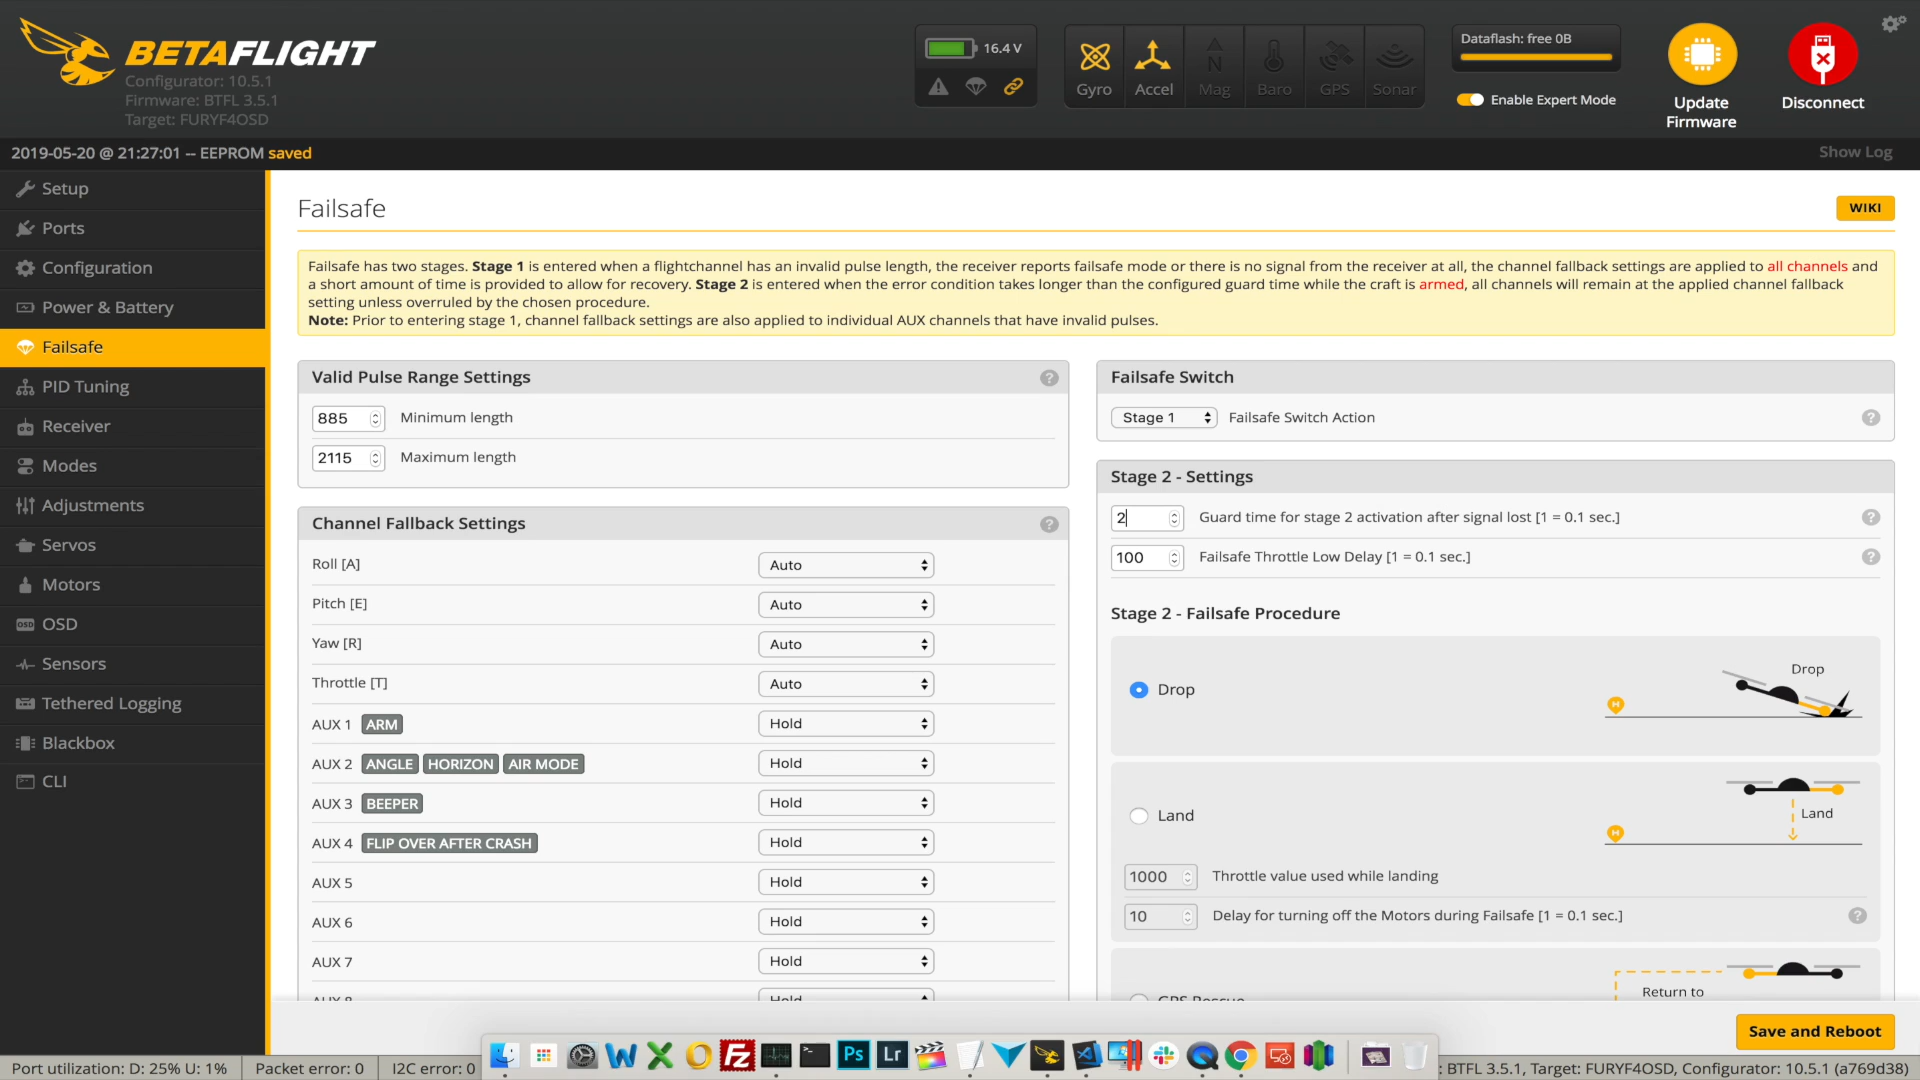 BETAFLIGHT
Configurator: 10.5.1
Firmware: BTFL 3.5.1
Target: FURYF4OSD
16.4 V
Gyro
Accel
Mag
Baro
GPS
Sonar
Dataflash: free 0B
Enable Expert Mode
Update
Firmware
Disconnect
2019-05-20 @ 21:27:01 -- EEPROM saved
Show Log
Setup
Ports
Configuration
Power & Battery
Failsafe
PID Tuning
Receiver
Modes
Adjustments
Servos
Motors
OSD
Sensors
Tethered Logging
Blackbox
CLI
Failsafe
WIKI
Failsafe has two stages. Stage 1 is entered when a flightchannel has an invalid pulse length, the receiver reports failsafe mode or there is no signal from the receiver at all, the channel fallback settings are applied to all channels and
a short amount of time is provided to allow for recovery. Stage 2 is entered when the error condition takes longer than the configured guard time while the craft is armed, all channels will remain at the applied channel fallback
setting unless overruled by the chosen procedure.
Note: Prior to entering stage 1, channel fallback settings are also applied to individual AUX channels that have invalid pulses.
Valid Pulse Range Settings
885 Minimum length
2115 Maximum length
Channel Fallback Settings
Roll [A] Auto
Pitch [E] Auto
Yaw [R] Auto
Throttle [T] Auto
AUX 1 ARM Hold
AUX 2 ANGLE HORIZON AIR MODE Hold
AUX 3 BEEPER Hold
AUX 4 FLIP OVER AFTER CRASH Hold
AUX 5 Hold
AUX 6 Hold
AUX 7 Hold
AUX 8 Hold
Failsafe Switch
Stage 1 Failsafe Switch Action
Stage 2 - Settings
2 Guard time for stage 2 activation after signal lost [1 = 0.1 sec.]
100 Failsafe Throttle Low Delay [1 = 0.1 sec.]
Stage 2 - Failsafe Procedure
Drop
Drop
Land
Land
1000 Throttle value used while landing
10 Delay for turning off the Motors during Failsafe [1 = 0.1 sec.]
GPS Rescue
Return to
Save and Reboot
Port utilization: D: 25% U: 1%
Packet error: 0
I2C error: 0
: BTFL 3.5.1, Target: FURYF4OSD, Configurator: 10.5.1 (a769d38)